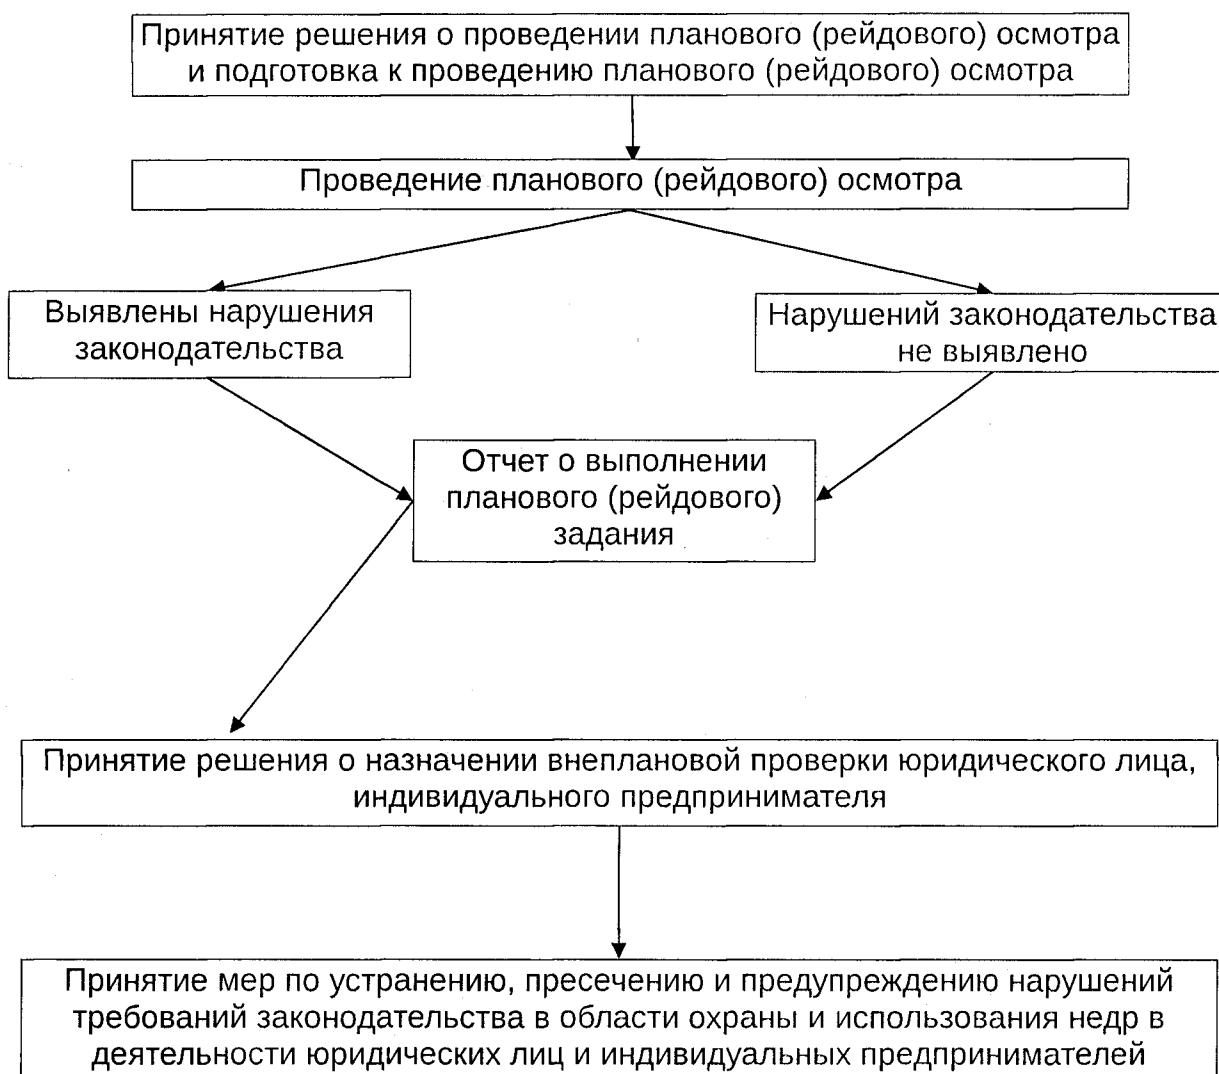 Принятие решения о проведении планового (рейдового) осмотра
и подготовка к проведению планового (рейдового) осмотра
Проведение планового (рейдового) осмотра
Выявлены нарушения
законодательства
Нарушений законодательства
не выявлено
Отчет о выполнении
планового (рейдового)
задания
Принятие решения о назначении внеплановой проверки юридического лица,
индивидуального предпринимателя
Принятие мер по устранению, пресечению и предупреждению нарушений
требований законодательства в области охраны и использования недр в
деятельности юридических лиц и индивидуальных предпринимателей